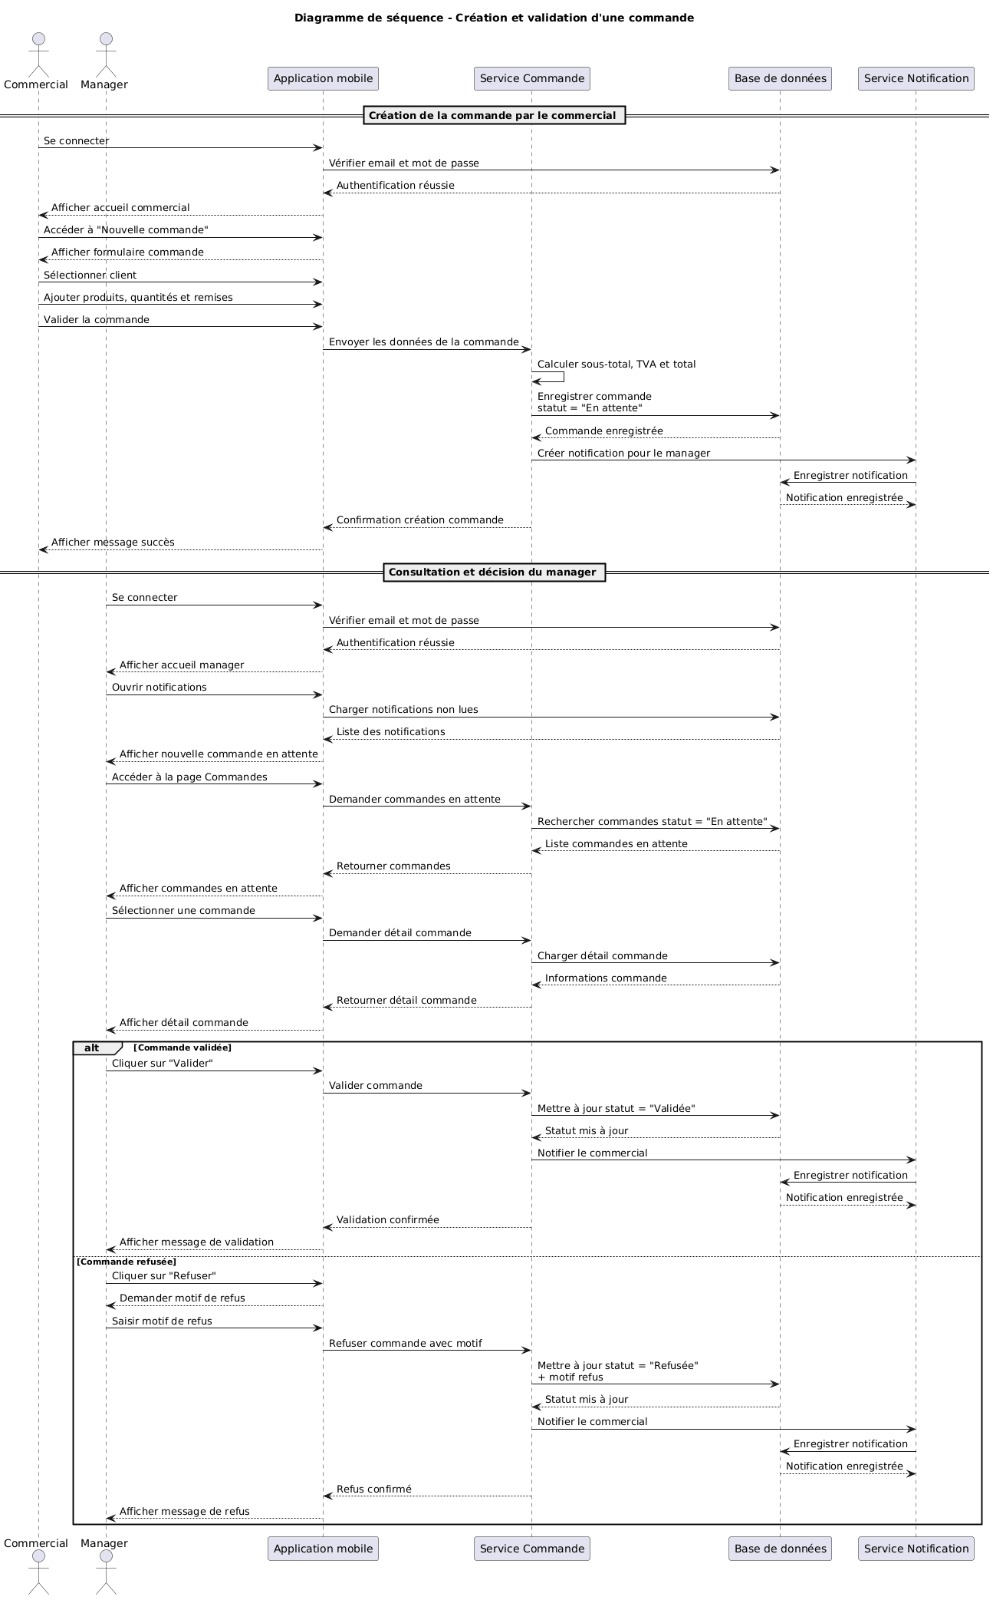 Diagramme de séquence - Création et validation d'une commande
Commercial
Manager
Application mobile
Service Commande
Base de données
Service Notification
Création de la commande par le commercial
Se connecter
Vérifier email et mot de passe
Authentification réussie
Afficher accueil commercial
Accéder à "Nouvelle commande"
Afficher formulaire commande
Sélectionner client
Ajouter produits, quantités et remises
Valider la commande
Envoyer les données de la commande
Calculer sous-total, TVA et total
Enregistrer commande
statut = "En attente"
Commande enregistrée
Créer notification pour le manager
Enregistrer notification
Notification enregistrée
Confirmation création commande
Afficher message succès
Consultation et décision du manager
Se connecter
Vérifier email et mot de passe
Authentification réussie
Afficher accueil manager
Ouvrir notifications
Charger notifications non lues
Liste des notifications
Afficher nouvelle commande en attente
Accéder à la page Commandes
Demander commandes en attente
Rechercher commandes statut = "En attente"
Liste commandes en attente
Retourner commandes
Afficher commandes en attente
Sélectionner une commande
Demander détail commande
Charger détail commande
Informations commande
Retourner détail commande
Afficher détail commande
alt
[Commande validée]
Cliquer sur "Valider"
Valider commande
Mettre à jour statut = "Validée"
Statut mis à jour
Notifier le commercial
Enregistrer notification
Notification enregistrée
Validation confirmée
Afficher message de validation
[Commande refusée]
Cliquer sur "Refuser"
Demander motif de refus
Saisir motif de refus
Refuser commande avec motif
Mettre à jour statut = "Refusée"
+ motif refus
Statut mis à jour
Notifier le commercial
Enregistrer notification
Notification enregistrée
Refus confirmé
Afficher message de refus
Commercial
Manager
Application mobile
Service Commande
Base de données
Service Notification